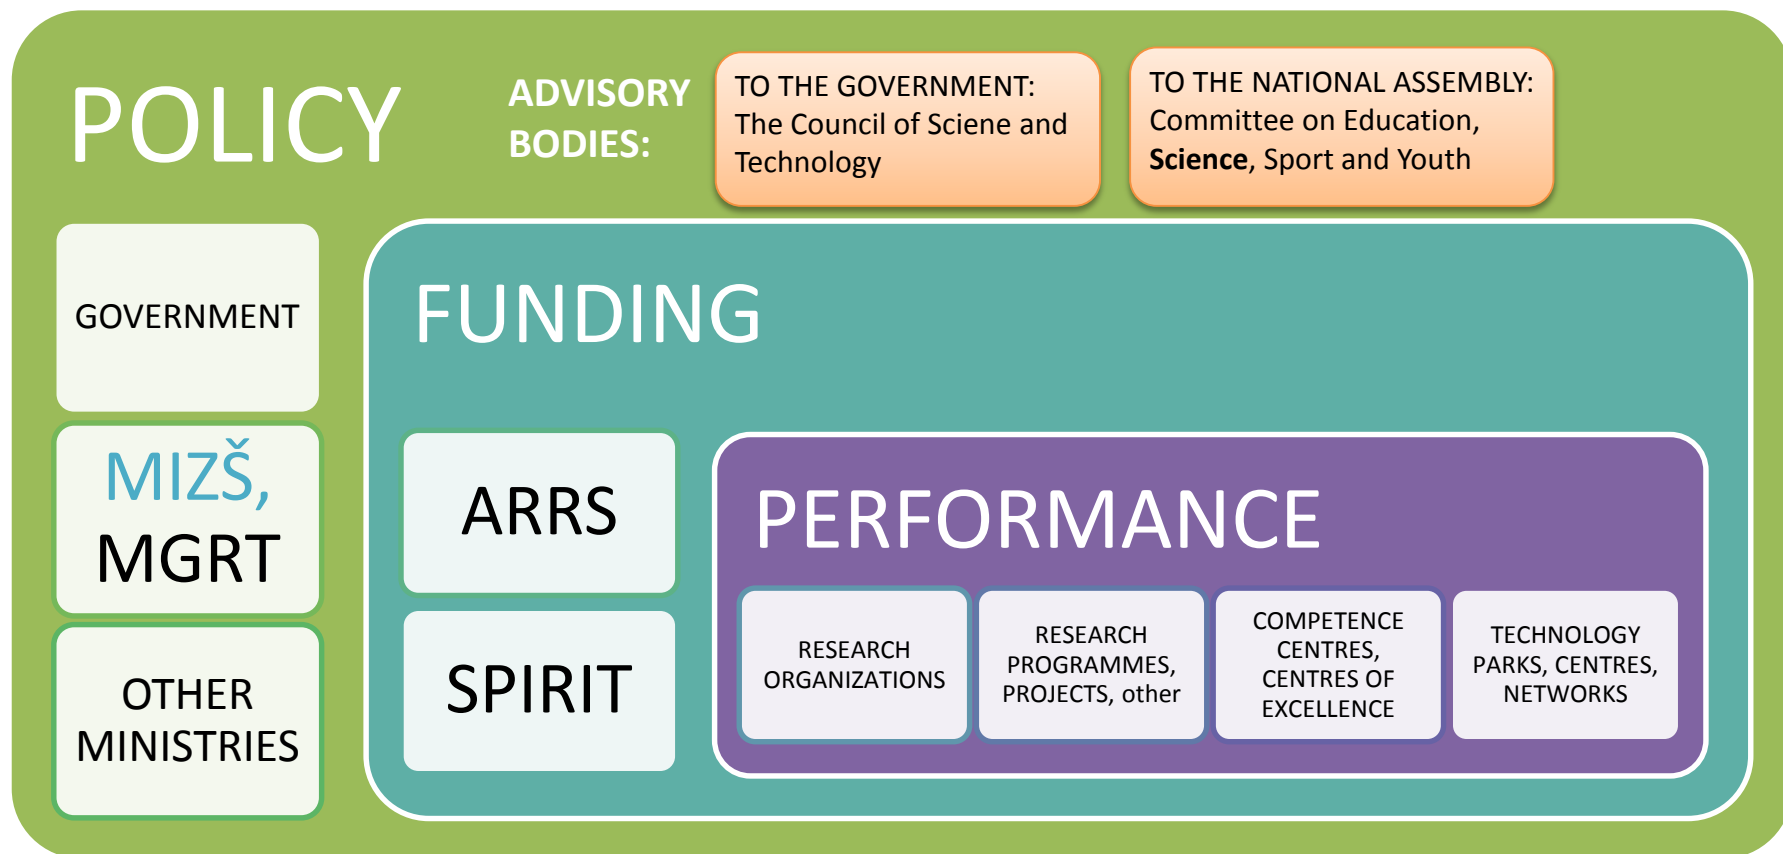 POLICY
ADVISORY
BODIES:
TO THE GOVERNMENT:
The Council of Sciene and
Technology
TO THE NATIONAL ASSEMBLY:
Committee on Education,
Science, Sport and Youth
GOVERNMENT
MIZŠ,
MGRT
OTHER
MINISTRIES
FUNDING
ARRS
SPIRIT
PERFORMANCE
RESEARCH
ORGANIZATIONS
RESEARCH
PROGRAMMES,
PROJECTS, other
COMPETENCE
CENTRES,
CENTRES OF
EXCELLENCE
TECHNOLOGY
PARKS, CENTRES,
NETWORKS